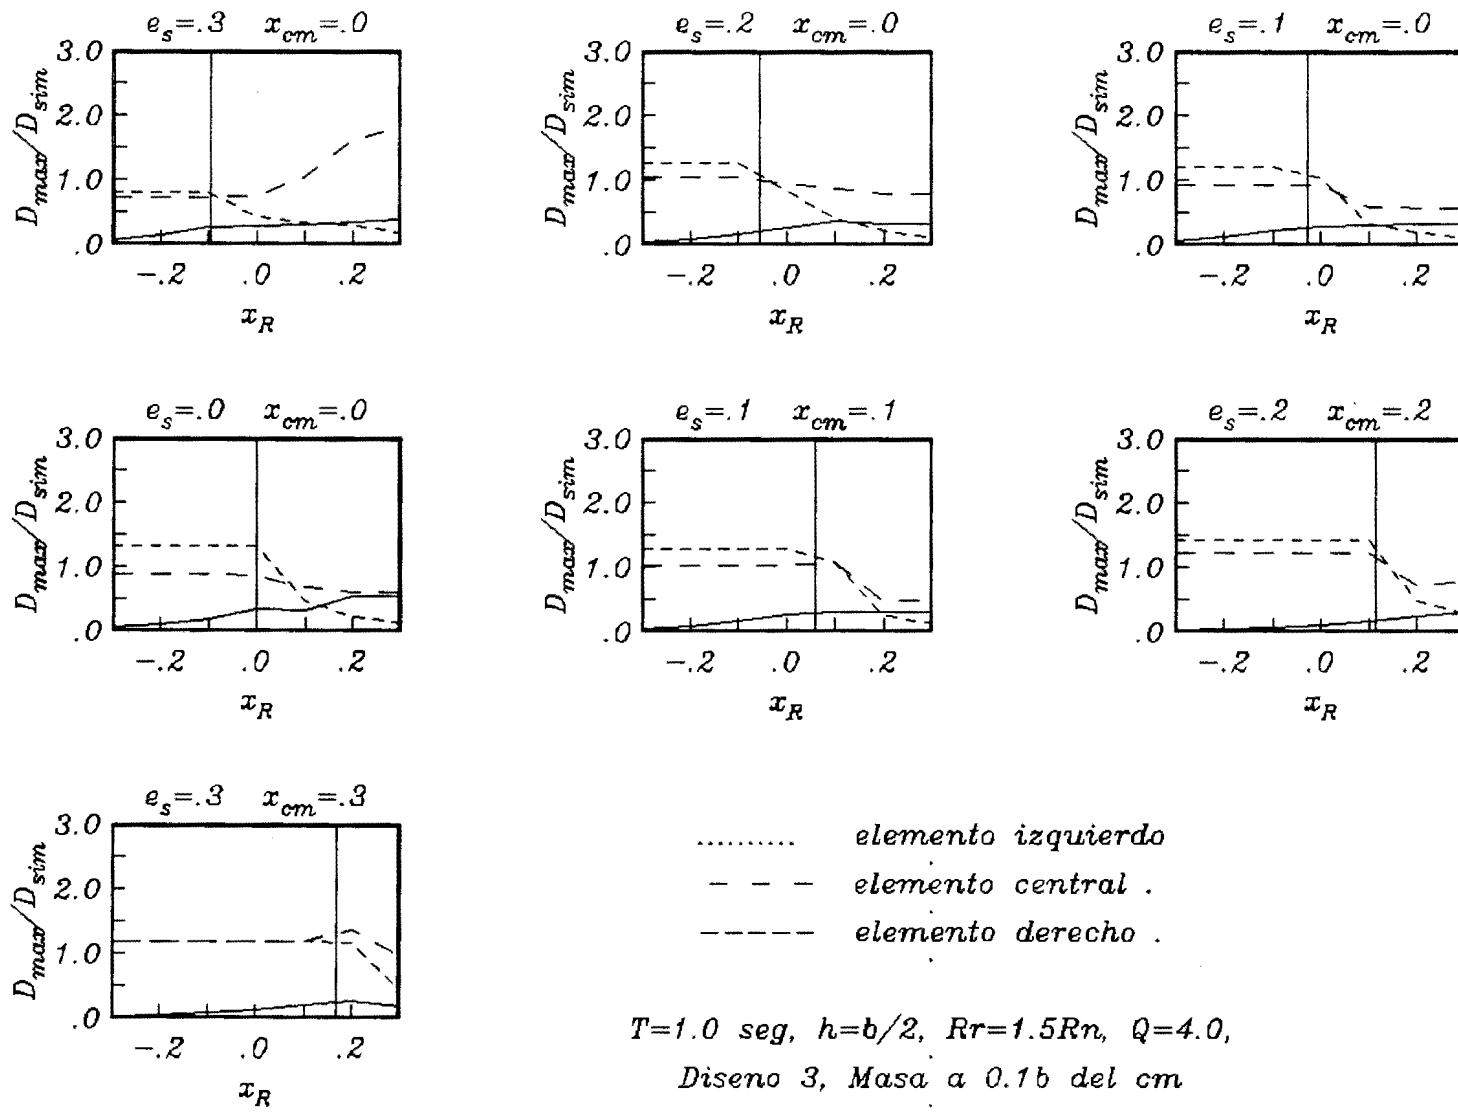 e_s=.3 x_cm=.0
3.0
2.0
1.0
.0
D_max/D_sim
-.2 .0 .2
x_R
e_s=.2 x_cm=.0
3.0
2.0
1.0
.0
D_max/D_sim
-.2 .0 .2
x_R
e_s=.1 x_cm=.0
3.0
2.0
1.0
.0
D_max/D_sim
-.2 .0 .2
x_R
e_s=.0 x_cm=.0
3.0
2.0
1.0
.0
D_max/D_sim
-.2 .0 .2
x_R
e_s=.1 x_cm=.1
3.0
2.0
1.0
.0
D_max/D_sim
-.2 .0 .2
x_R
e_s=.2 x_cm=.2
3.0
2.0
1.0
.0
D_max/D_sim
-.2 .0 .2
x_R
e_s=.3 x_cm=.3
3.0
2.0
1.0
.0
D_max/D_sim
-.2 .0 .2
x_R
elemento izquierdo
elemento central .
elemento derecho .
T=1.0 seg, h=b/2, Rr=1.5Rn, Q=4.0,
Diseno 3, Masa a 0.1b del cm